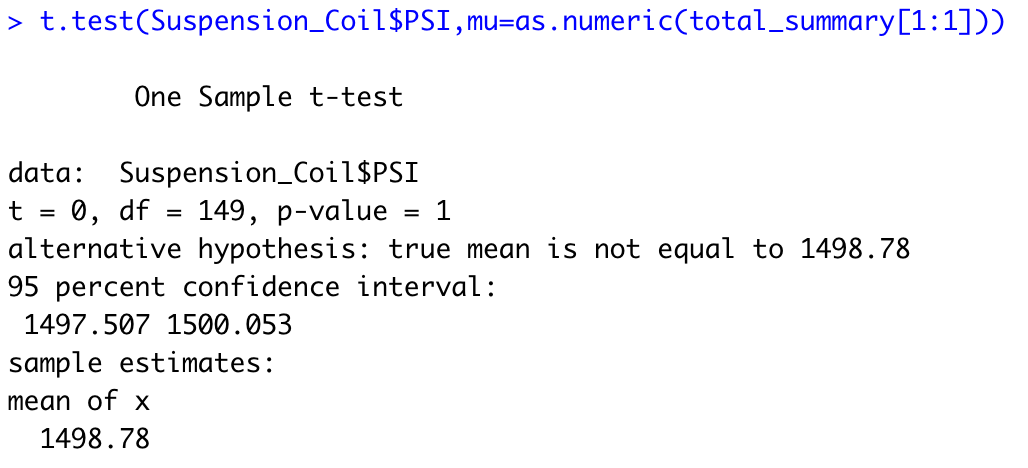 > t.test(Suspension_Coil$PSI,mu=as.numeric(total_summary[1:1]))
One Sample t-test
data:  Suspension_Coil$PSI
t = 0, df = 149, p-value = 1
alternative hypothesis: true mean is not equal to 1498.78
95 percent confidence interval:
1497.507 1500.053
sample estimates:
mean of x
1498.78